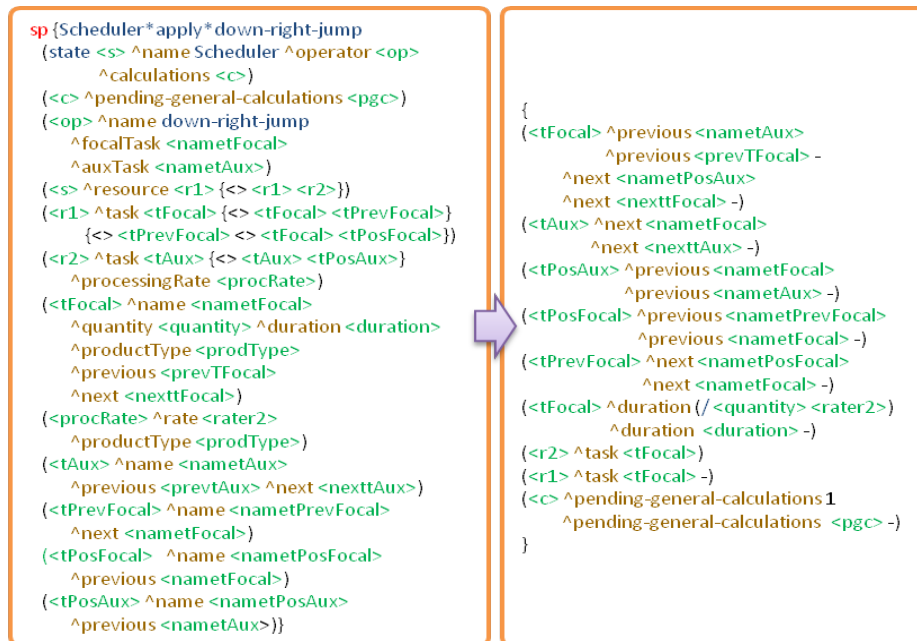 sp {Scheduler*apply*down-right-jump
(state <s> ^name Scheduler ^operator <op>
^calculations <c>)
(<c> ^pending-general-calculations <pgc>)
(<op> ^name down-right-jump
^focalTask <nametFocal>
^auxTask <nametAux>)
(<s> ^resource <r1> {<> <r1> <r2>})
(<r1> ^task <tFocal> {<> <tFocal> <tPrevFocal>}
{<> <tPrevFocal> <> <tFocal> <tPosFocal>})
(<r2> ^task <tAux> {<> <tAux> <tPosAux>}
^processingRate <procRate>)
(<tFocal> ^name <nametFocal>
^quantity <quantity> ^duration <duration>
^productType <prodType>
^previous <prevTFocal>
^next <nexttFocal>)
(<procRate> ^rate <rater2>
^productType <prodType>)
(<tAux> ^name <nametAux>
^previous <prevtAux> ^next <nexttAux>)
(<tPrevFocal> ^name <nametPrevFocal>
^next <nametFocal>)
(<tPosFocal> ^name <nametPosFocal>
^previous <nametFocal>)
(<tPosAux> ^name <nametPosAux>
^previous <nametAux>)}
{
(<tFocal> ^previous <nametAux>
^previous <prevTFocal> -
^next <nametPosAux>
^next <nexttFocal> -)
(<tAux> ^next <nametFocal>
^next <nexttAux> -)
(<tPosAux> ^previous <nametFocal>
^previous <nametAux> -)
(<tPosFocal> ^previous <nametPrevFocal>
^previous <nametFocal> -)
(<tPrevFocal> ^next <nametPosFocal>
^next <nametFocal> -)
(<tFocal> ^duration (/ <quantity> <rater2>)
^duration <duration> -)
(<r2> ^task <tFocal>)
(<r1> ^task <tFocal> -)
(<c> ^pending-general-calculations 1
^pending-general-calculations <pgc> -)
}